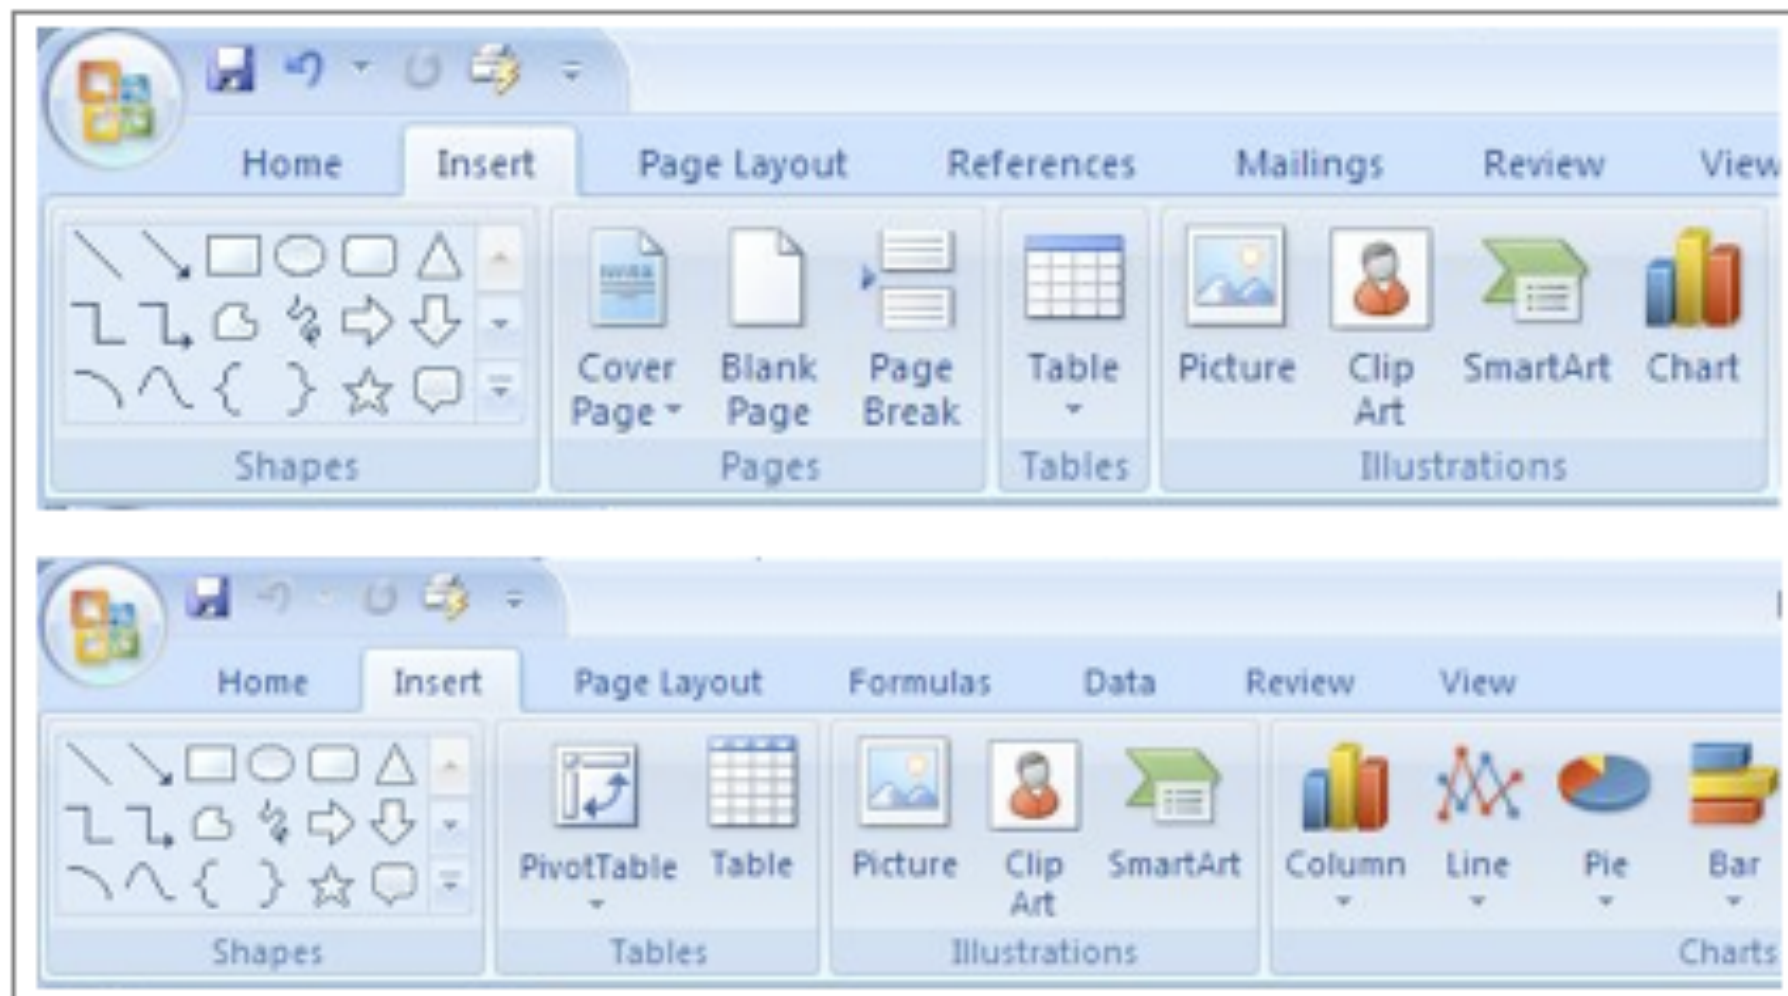 Home Insert Page Layout References Mailings Review View
Cover Page Blank Page Page Break Table Picture Clip Art SmartArt Chart
Shapes Pages Tables Illustrations
Home Insert Page Layout Formulas Data Review View
PivotTable Table Picture Clip Art SmartArt Column Line Pie Bar
Shapes Tables Illustrations Charts